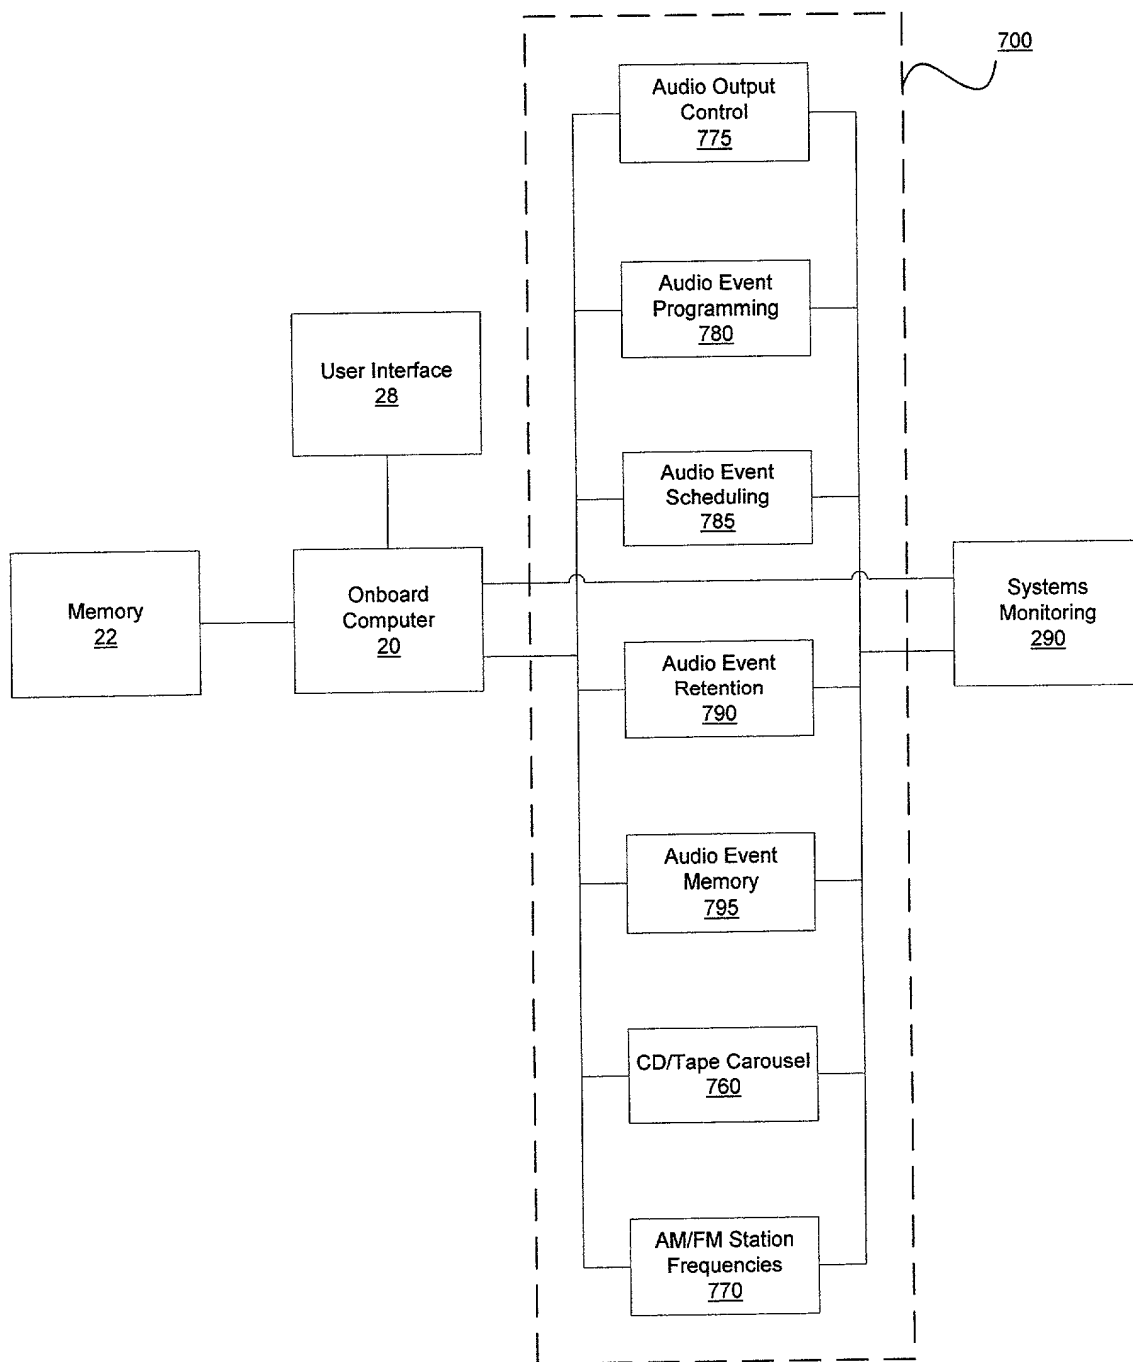 700
Audio Output
Control
775
Audio Event
Programming
780
User Interface
28
Audio Event
Scheduling
785
Memory
22
Onboard
Computer
20
Systems
Monitoring
290
Audio Event
Retention
790
Audio Event
Memory
795
CD/Tape Carousel
760
AM/FM Station
Frequencies
770